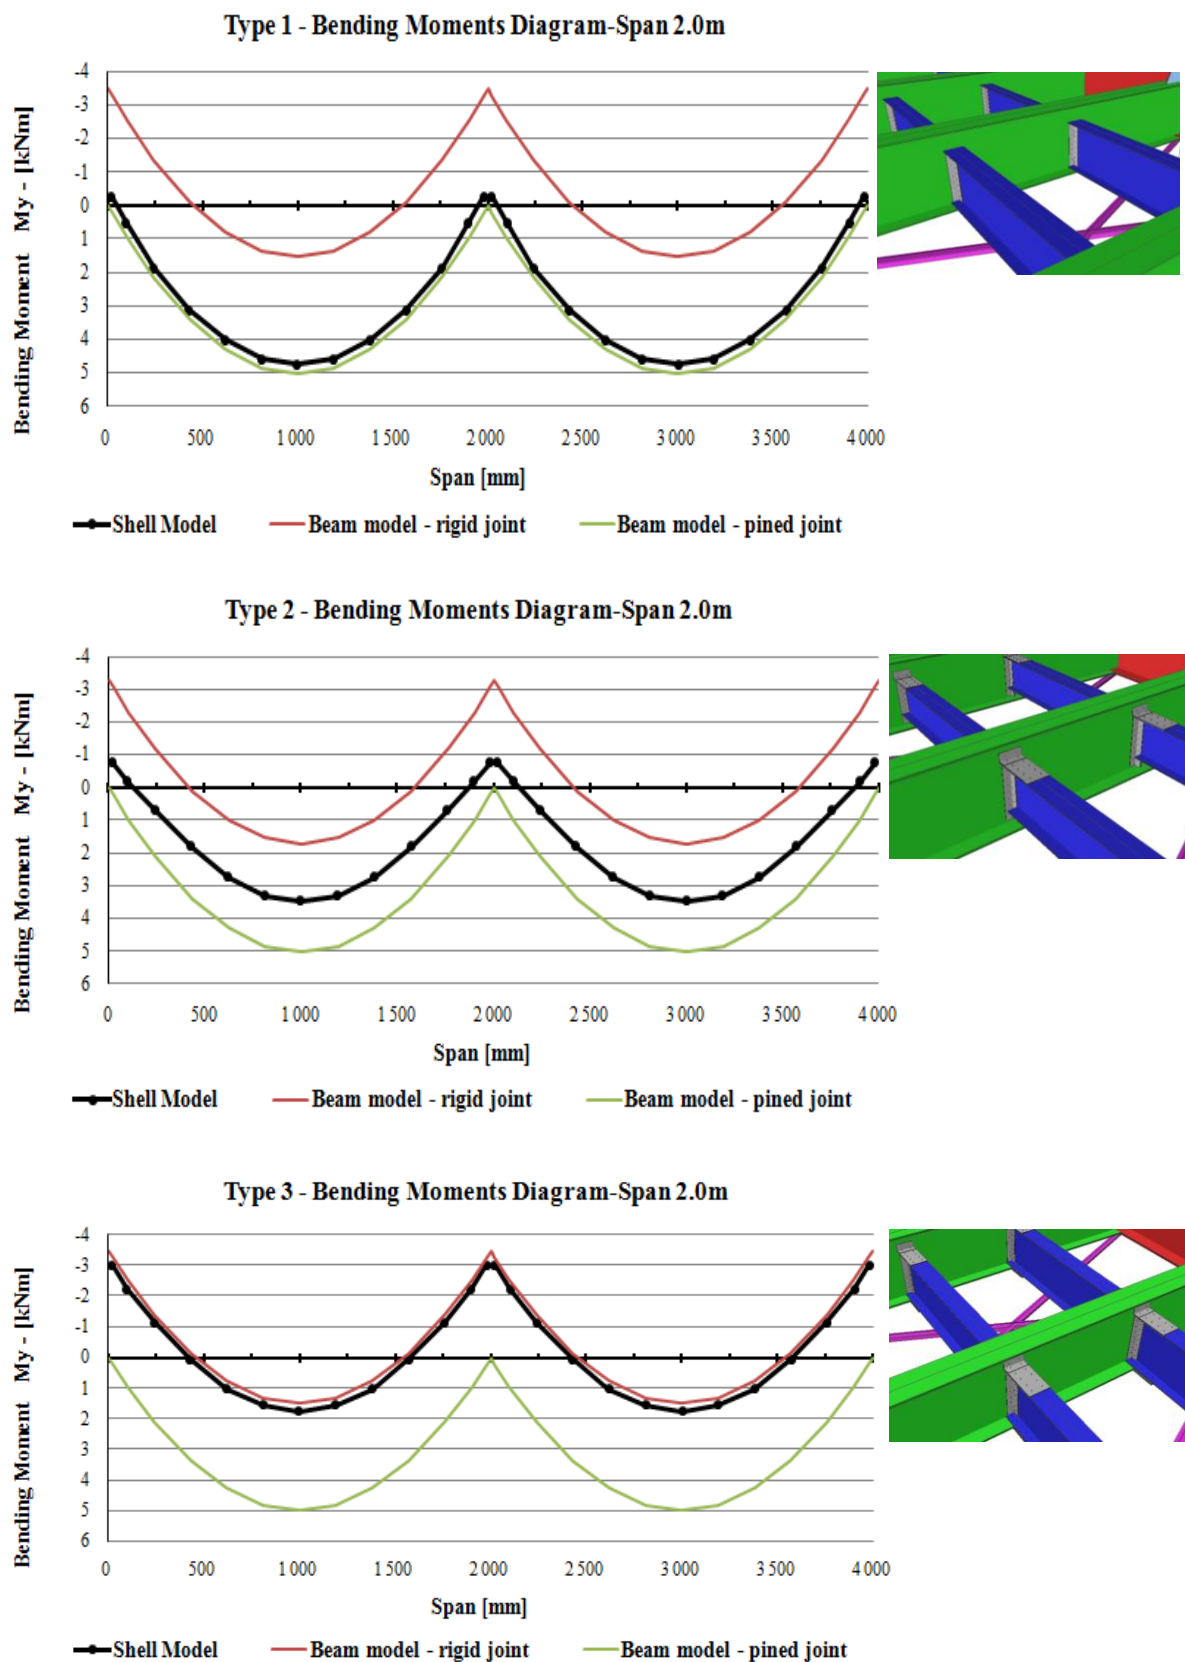 Type 1 - Bending Moments Diagram-Span 2.0m
Bending Moment My - [kNm]
-4
-3
-2
-1
0
1
2
3
4
5
6
0 500 1 000 1 500 2 000 2 500 3 000 3 500 4 000
Span [mm]
Shell Model Beam model - rigid joint Beam model - pined joint
Type 2 - Bending Moments Diagram-Span 2.0m
Bending Moment My - [kNm]
-4
-3
-2
-1
0
1
2
3
4
5
6
0 500 1 000 1 500 2 000 2 500 3 000 3 500 4 000
Span [mm]
Shell Model Beam model - rigid joint Beam model - pined joint
Type 3 - Bending Moments Diagram-Span 2.0m
Bending Moment My - [kNm]
-4
-3
-2
-1
0
1
2
3
4
5
6
0 500 1 000 1 500 2 000 2 500 3 000 3 500 4 000
Span [mm]
Shell Model Beam model - rigid joint Beam model - pined joint